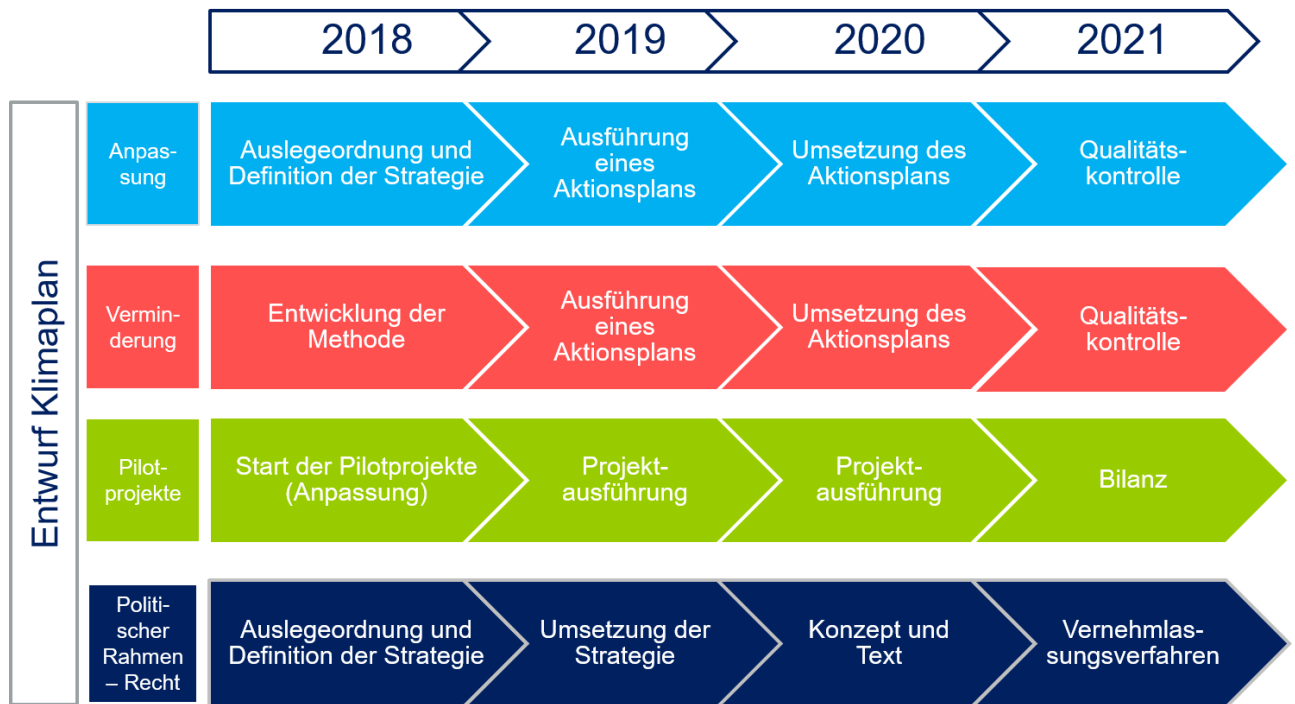 2018
2019
2020
2021
Entwurf Klimaplan
Anpas-
sung
Auslegeordnung und
Definition der Strategie
Ausführung
eines
Aktionsplans
Umsetzung des
Aktionsplans
Qualitäts-
kontrolle
Vermin-
derung
Entwicklung der
Methode
Ausführung
eines
Aktionsplans
Umsetzung des
Aktionsplans
Qualitäts-
kontrolle
Pilot-
projekte
Start der Pilotprojekte
(Anpassung)
Projekt-
ausführung
Projekt-
ausführung
Bilanz
Politi-
scher
Rahmen
– Recht
Auslegeordnung und
Definition der Strategie
Umsetzung der
Strategie
Konzept und
Text
Vernehmlas-
sungsverfahren